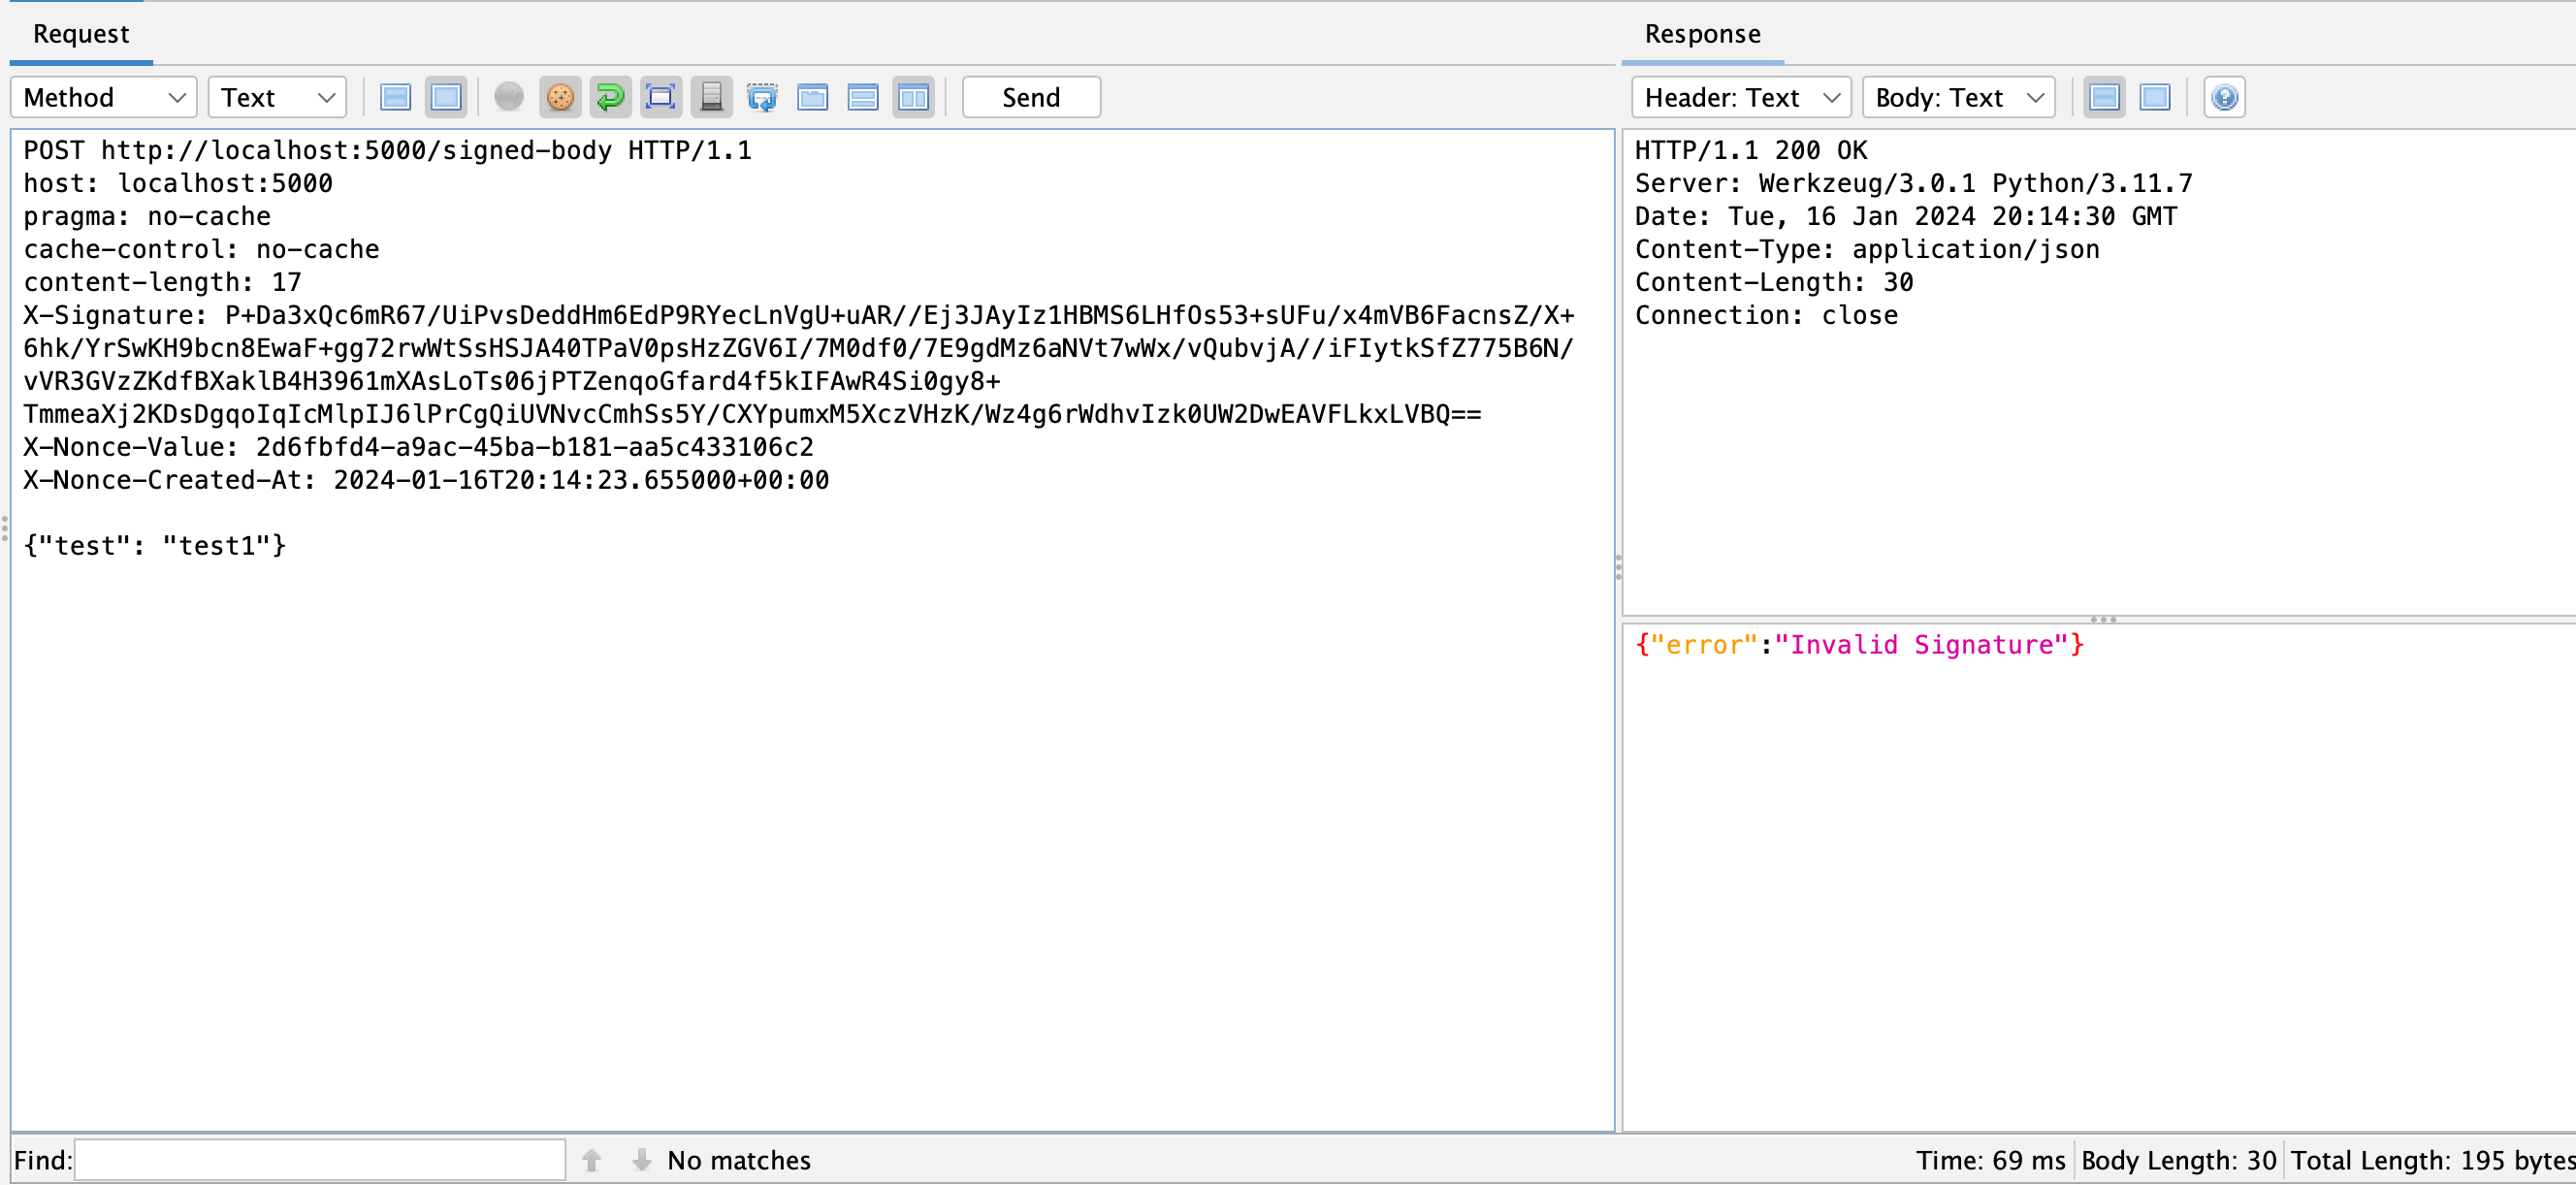 Request
Method
Text
Send
POST http://localhost:5000/signed-body HTTP/1.1
host: localhost:5000
pragma: no-cache
cache-control: no-cache
content-length: 17
X-Signature: P+Da3xQc6mR67/UiPvsDeddHm6EdP9RYecLnVgU+uAR//Ej3JAyIz1HBMS6LHfOs53+sUFu/x4mVB6FacnsZ/X+
6hk/YrSwKH9bcn8EwaF+gg72rwWtSsHSJA40TPaV0psHzZGV6I/7M0df0/7E9gdMz6aNVt7wWx/vQubvjA//iFIytkSfZ775B6N/
vVR3GVzZKdfBXaklB4H3961mXAsLoTs06jPTZenqoGfard4f5kIFAwR4Si0gy8+
TmmeaXj2KDsDgqoIqIcMlpIJ6lPrCgQiUVNvcCmhSs5Y/CXYpumxM5XczVHzK/Wz4g6rWdhvIzk0UW2DwEAVFLkxLVBQ==
X-Nonce-Value: 2d6fbfd4-a9ac-45ba-b181-aa5c433106c2
X-Nonce-Created-At: 2024-01-16T20:14:23.655000+00:00
{"test": "test1"}
Response
Header: Text
Body: Text
HTTP/1.1 200 OK
Server: Werkzeug/3.0.1 Python/3.11.7
Date: Tue, 16 Jan 2024 20:14:30 GMT
Content-Type: application/json
Content-Length: 30
Connection: close
{"error":"Invalid Signature"}
Find:
No matches
Time: 69 ms
Body Length: 30
Total Length: 195 bytes